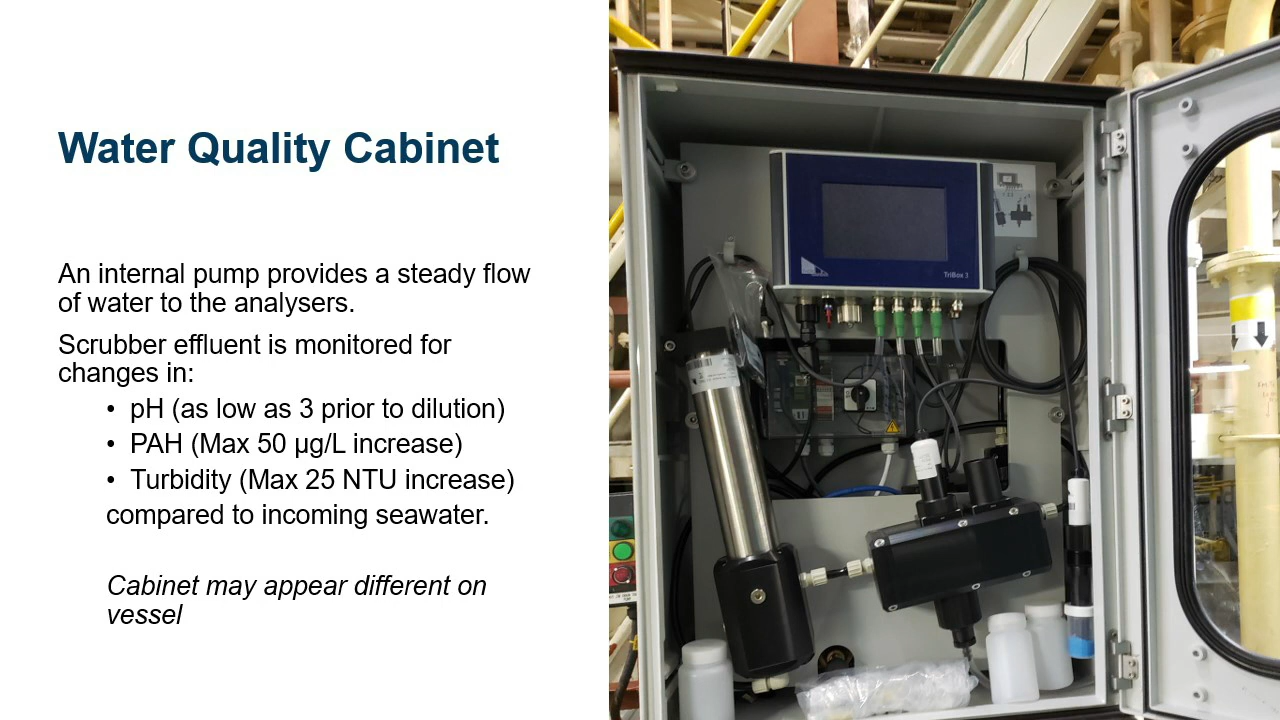 Water Quality Cabinet
An internal pump provides a steady flow
of water to the analysers.
Scrubber effluent is monitored for
changes in:
• pH (as low as 3 prior to dilution)
• PAH (Max 50 µg/L increase)
• Turbidity (Max 25 NTU increase)
compared to incoming seawater.
Cabinet may appear different on
vessel
TriBox 3